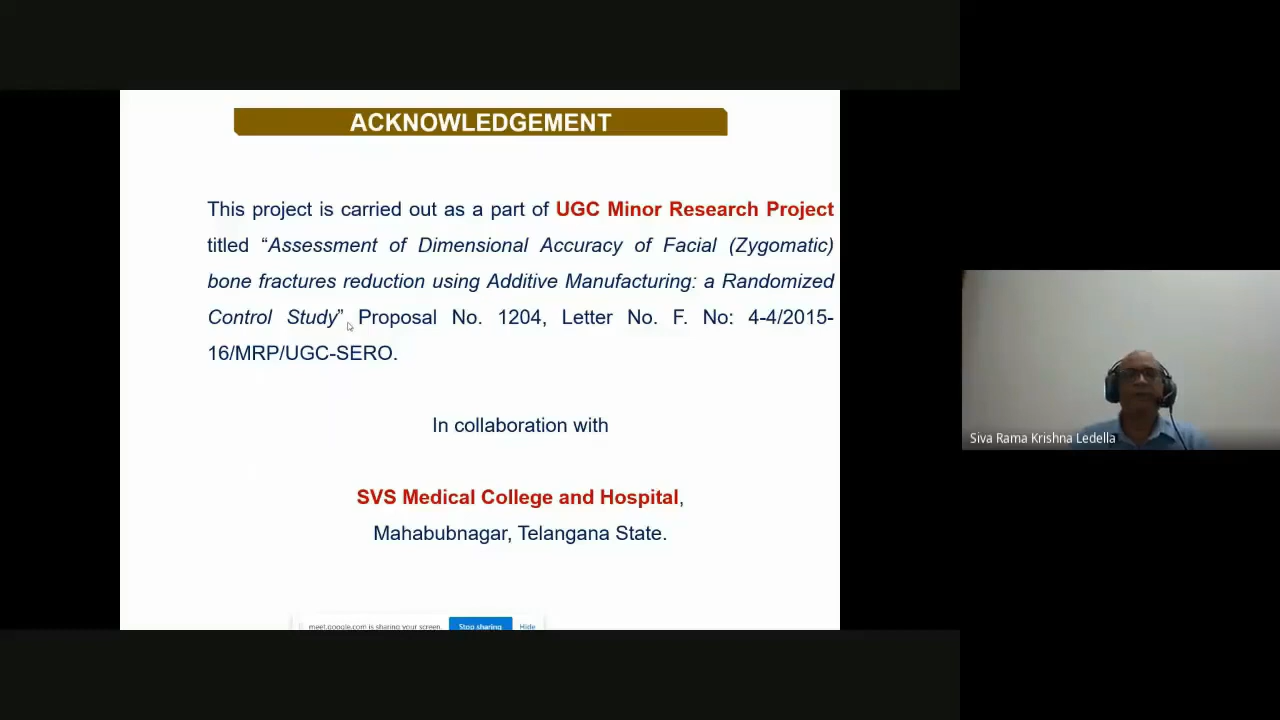 ACKNOWLEDGEMENT
This project is carried out as a part of UGC Minor Research Project
titled “Assessment of Dimensional Accuracy of Facial (Zygomatic)
bone fractures reduction using Additive Manufacturing: a Randomized
Control Study” Proposal No. 1204, Letter No. F. No: 4-4/2015-
16/MRP/UGC-SERO.
In collaboration with
SVS Medical College and Hospital,
Mahabubnagar, Telangana State.
meet.google.com is sharing your screen. Stop sharing Hide
Siva Rama Krishna Ledella